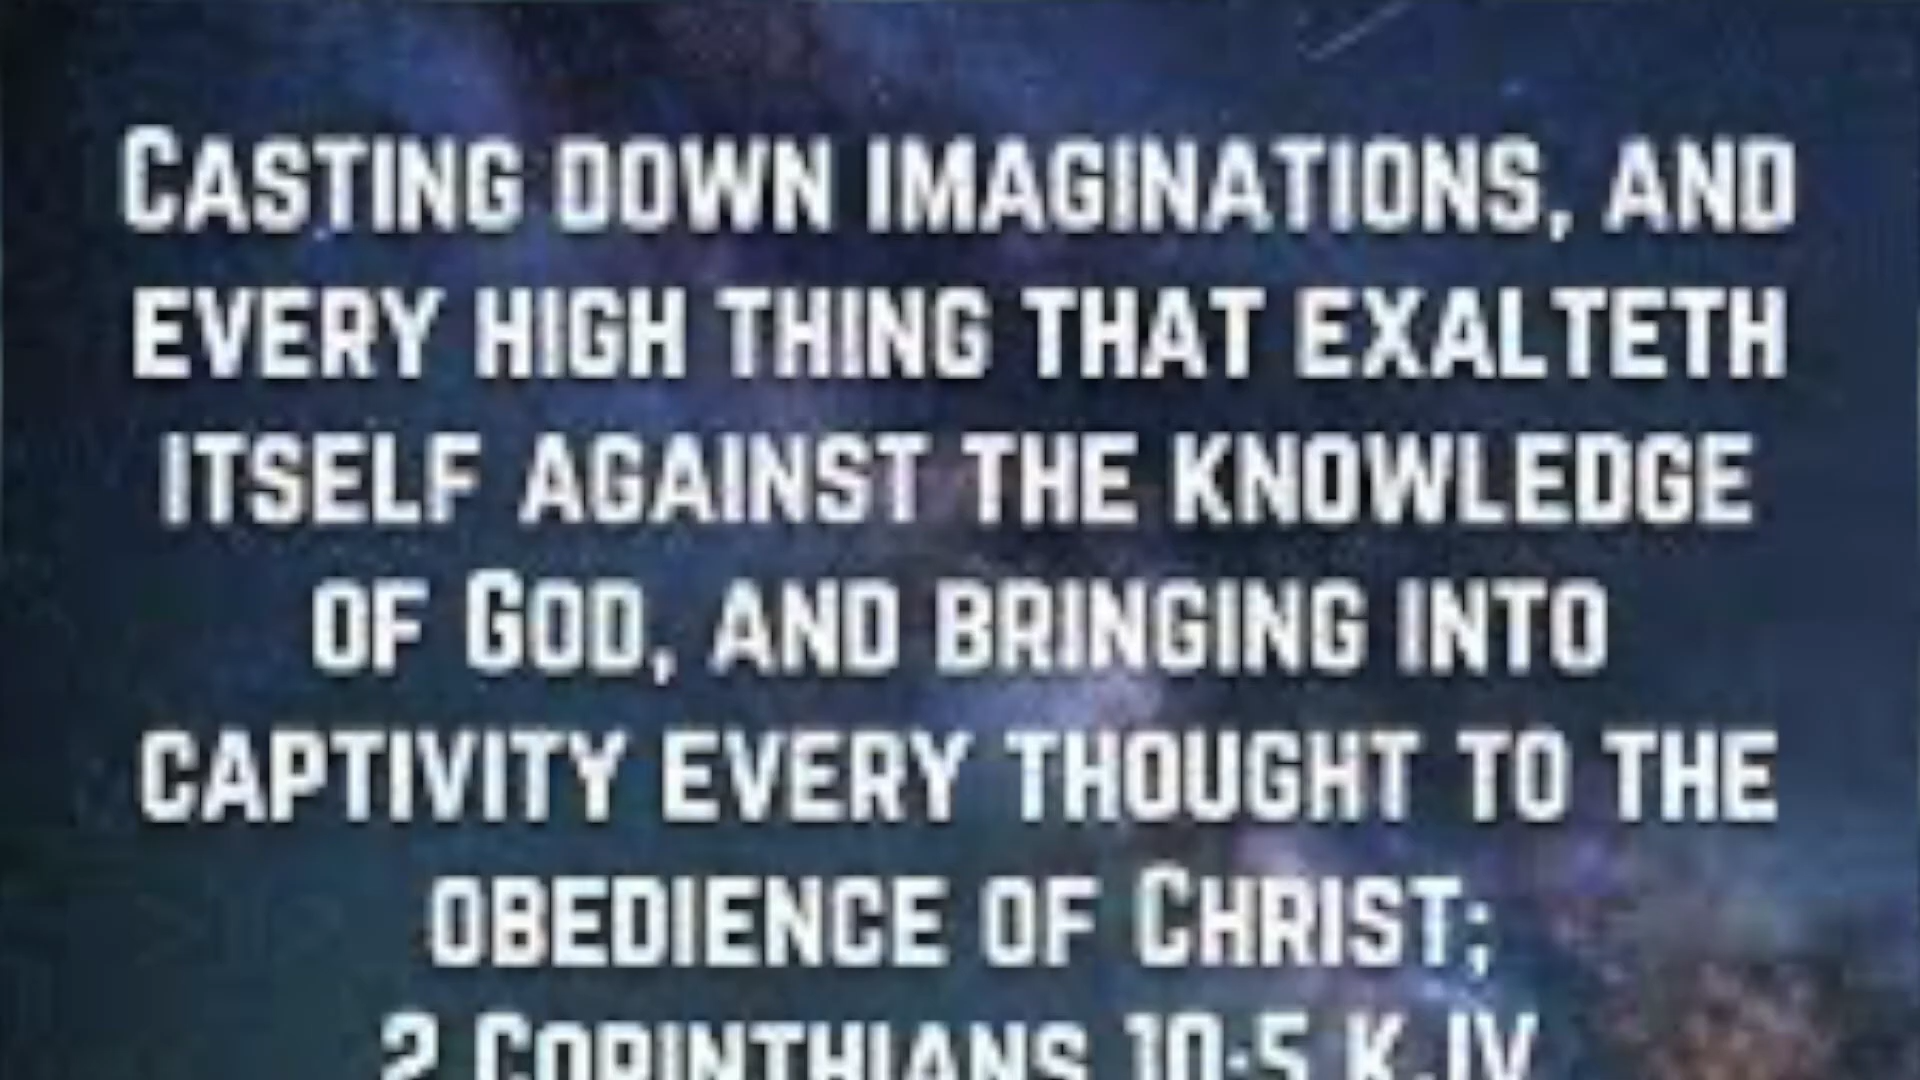 Casting down imaginations, and
every high thing that exalteth
itself against the knowledge
of God, and bringing into
captivity every thought to the
obedience of Christ;
2 Corinthians 10:5 KJV